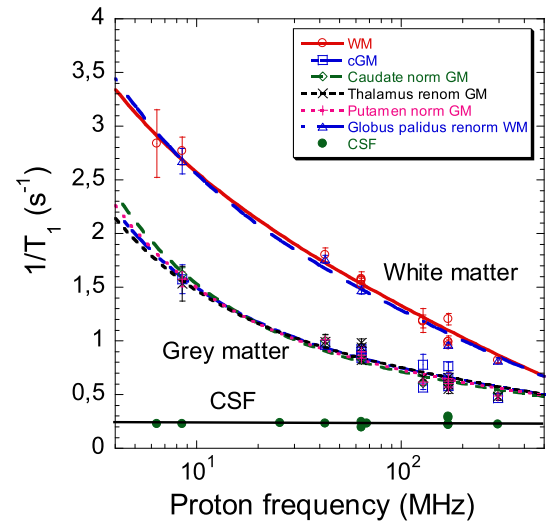 4
3,5
3
2,5
2
1,5
1
0,5
0
1/T1 (s-1)
WM
cGM
Caudate norm GM
Thalamus renom GM
Putamen norm GM
Globus palidus renorm WM
CSF
White matter
Grey matter
CSF
10^1
10^2
Proton frequency (MHz)